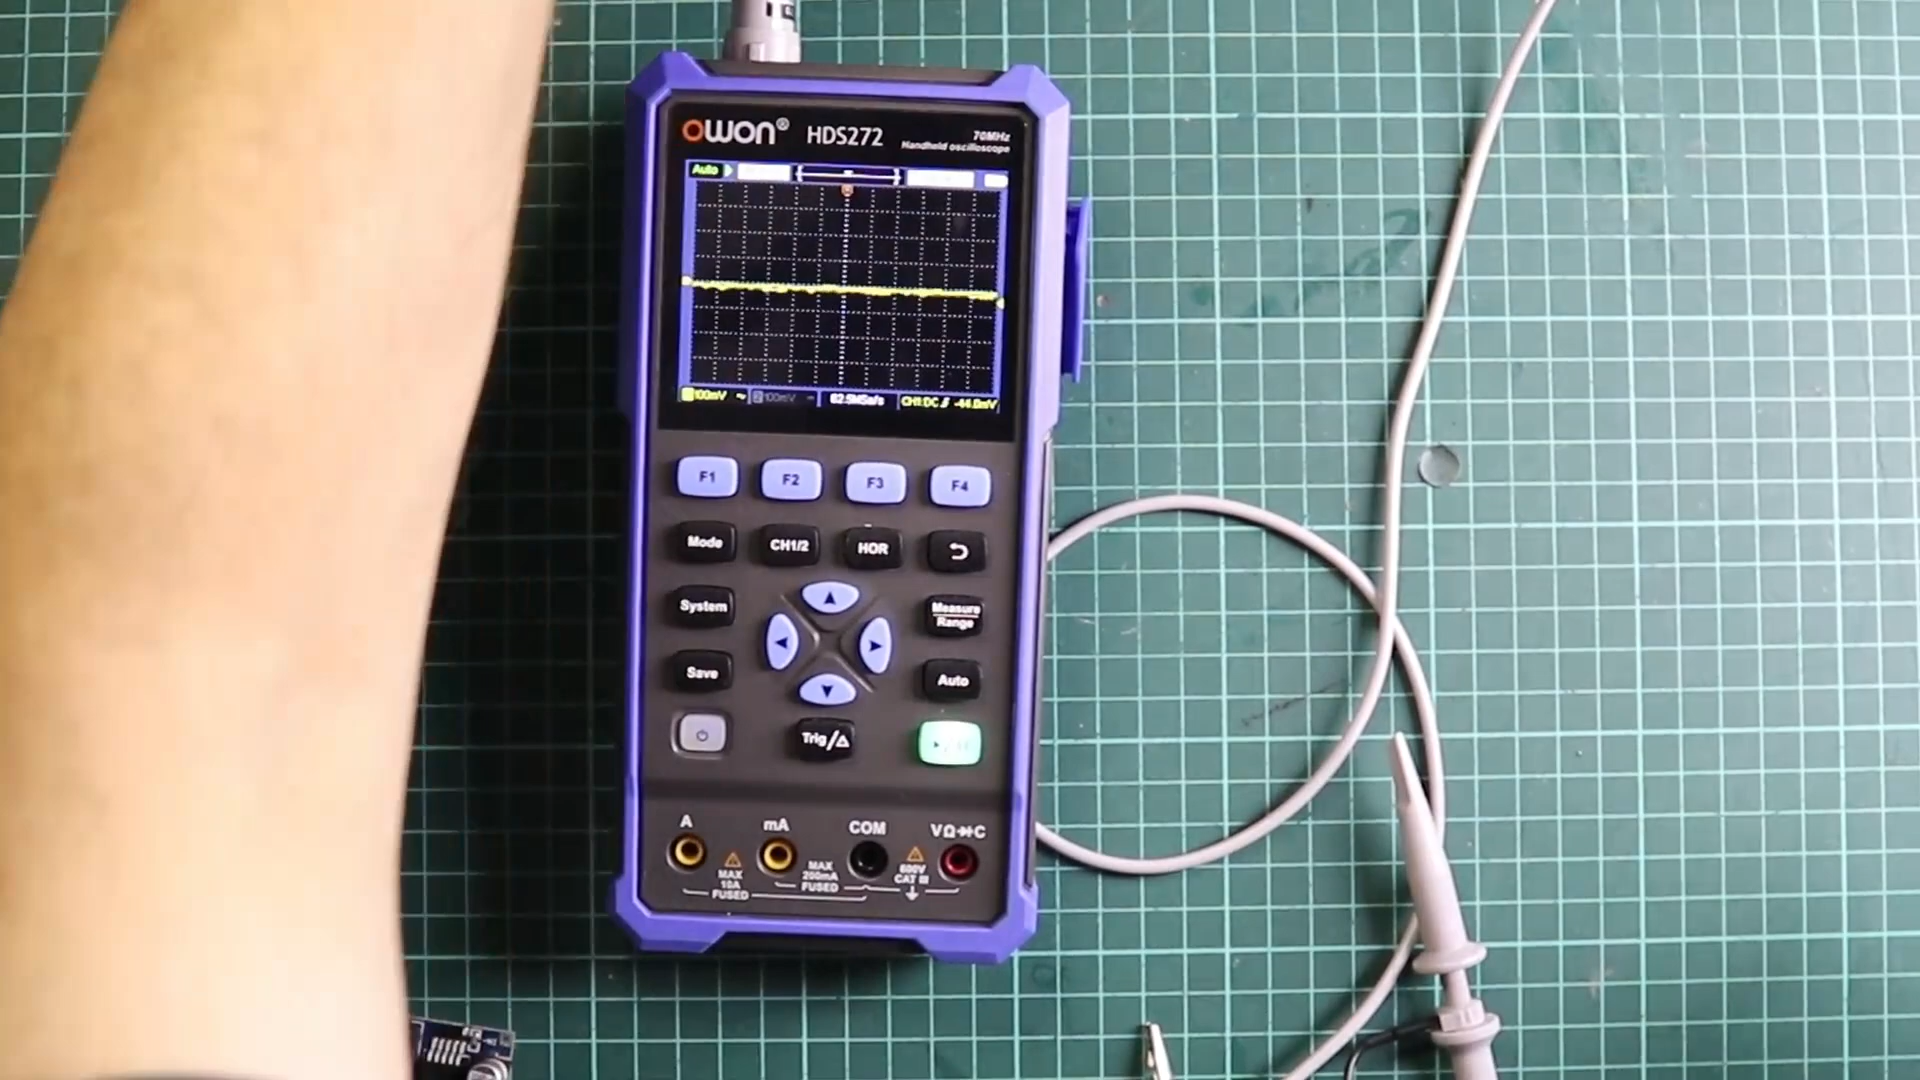 OWON® HDS272
70MHz
Handheld oscilloscope
Auto
1 100mV ~ 2 100mV 62.5MSa/s CH1:DC -44.0mV
F1 F2 F3 F4
Mode CH1/2 HOR
System Measure
Range
Save Auto
Trig/△
A mA COM VΩ C
MAX
10A
FUSED
MAX
200mA
FUSED
600V
CAT III